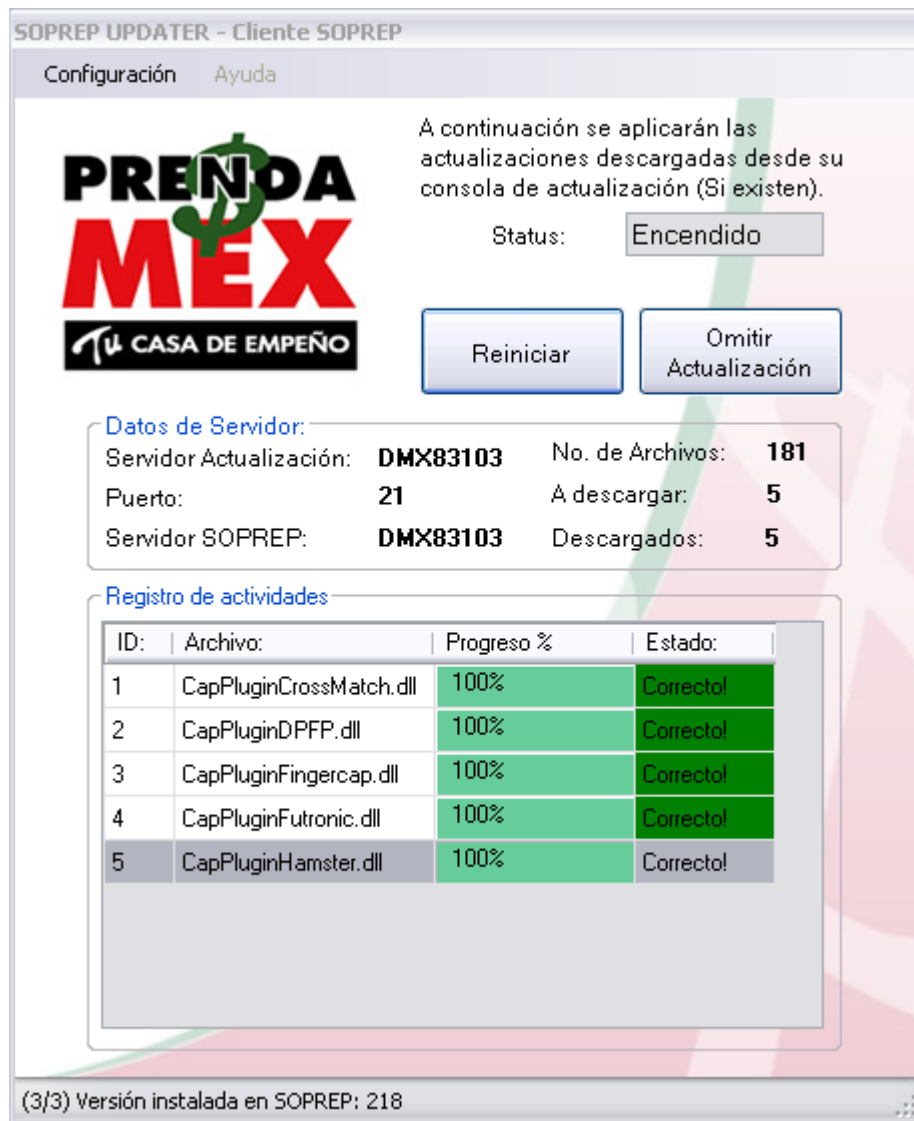 SOPREP UPDATER - Cliente SOPREP
Configuración Ayuda
PRENDA
MEX
Tú CASA DE EMPEÑO
A continuación se aplicarán las
actualizaciones descargadas desde su
consola de actualización (Si existen).
Status: Encendido
Reiniciar
Omitir
Actualización
Datos de Servidor:
Servidor Actualización: DMX83103 No. de Archivos: 181
Puerto: 21 A descargar: 5
Servidor SOPREP: DMX83103 Descargados: 5
Registro de actividades
ID: Archivo: Progreso % Estado:
1 CapPluginCrossMatch.dll 100% Correcto!
2 CapPluginDPFP.dll 100% Correcto!
3 CapPluginFingercap.dll 100% Correcto!
4 CapPluginFutronic.dll 100% Correcto!
5 CapPluginHamster.dll 100% Correcto!
(3/3) Versión instalada en SOPREP: 218